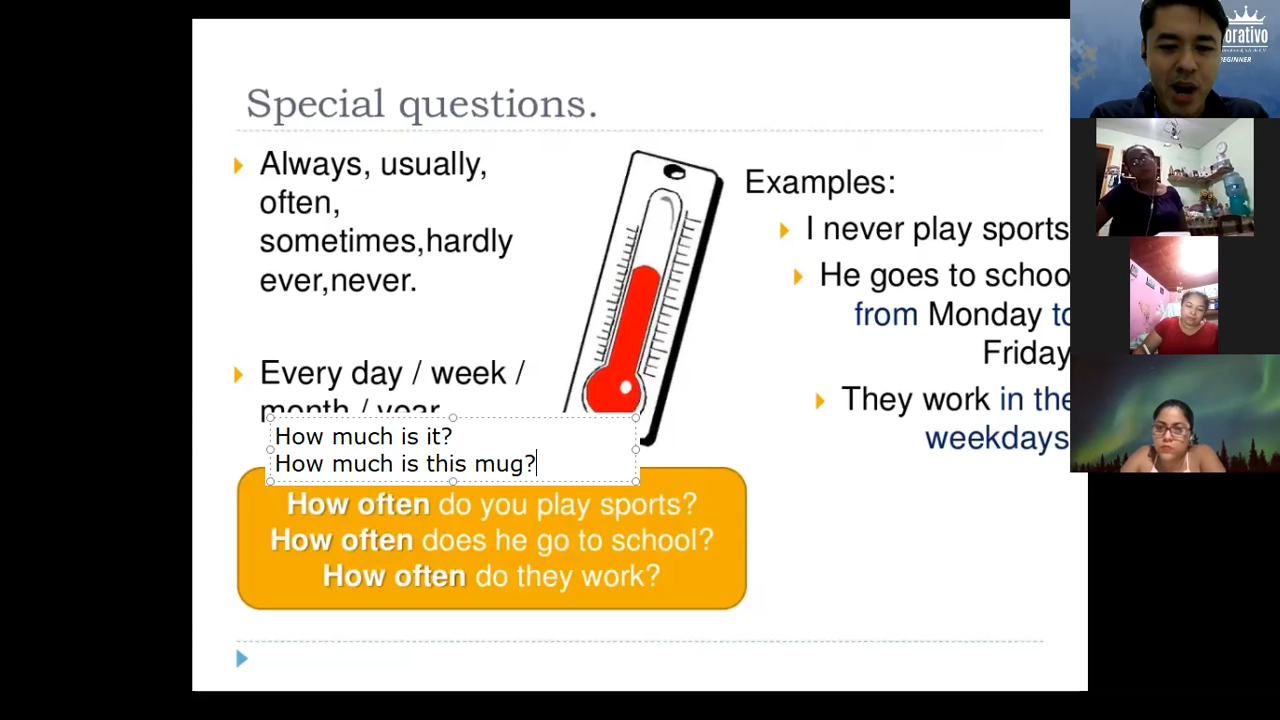 Special questions.
Always, usually,
often,
sometimes,hardly
ever,never.
Every day / week /
month / year
How much is it?
How much is this mug?
How often do you play sports?
How often does he go to school?
How often do they work?
Examples:
I never play sports
He goes to schoo
from Monday to
Friday
They work in the
weekdays
orativo
EGINNER